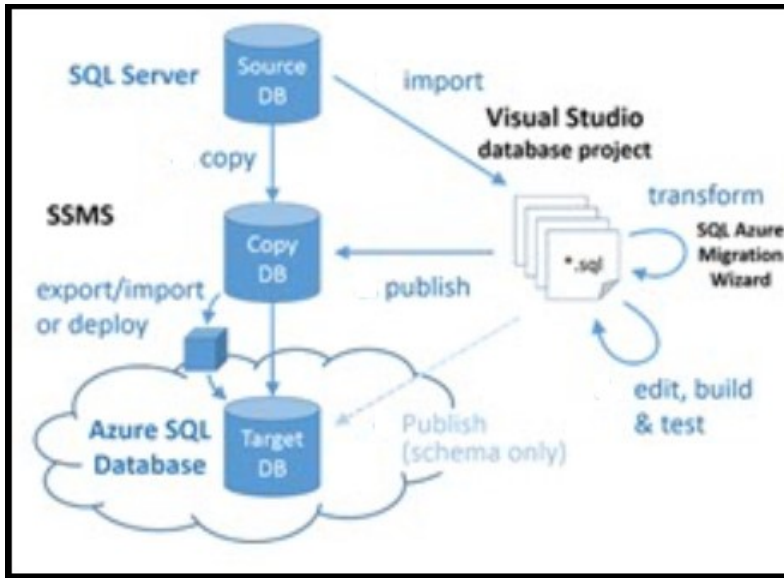 SQL Server
Source
DB
import
Visual Studio
database project
copy
transform
SSMS
SQL Azure
Migration
Wizard
Copy
DB
*.sql
publish
export/import
or deploy
edit, build
& test
Azure SQL
Database
Target
DB
Publish
(schema only)